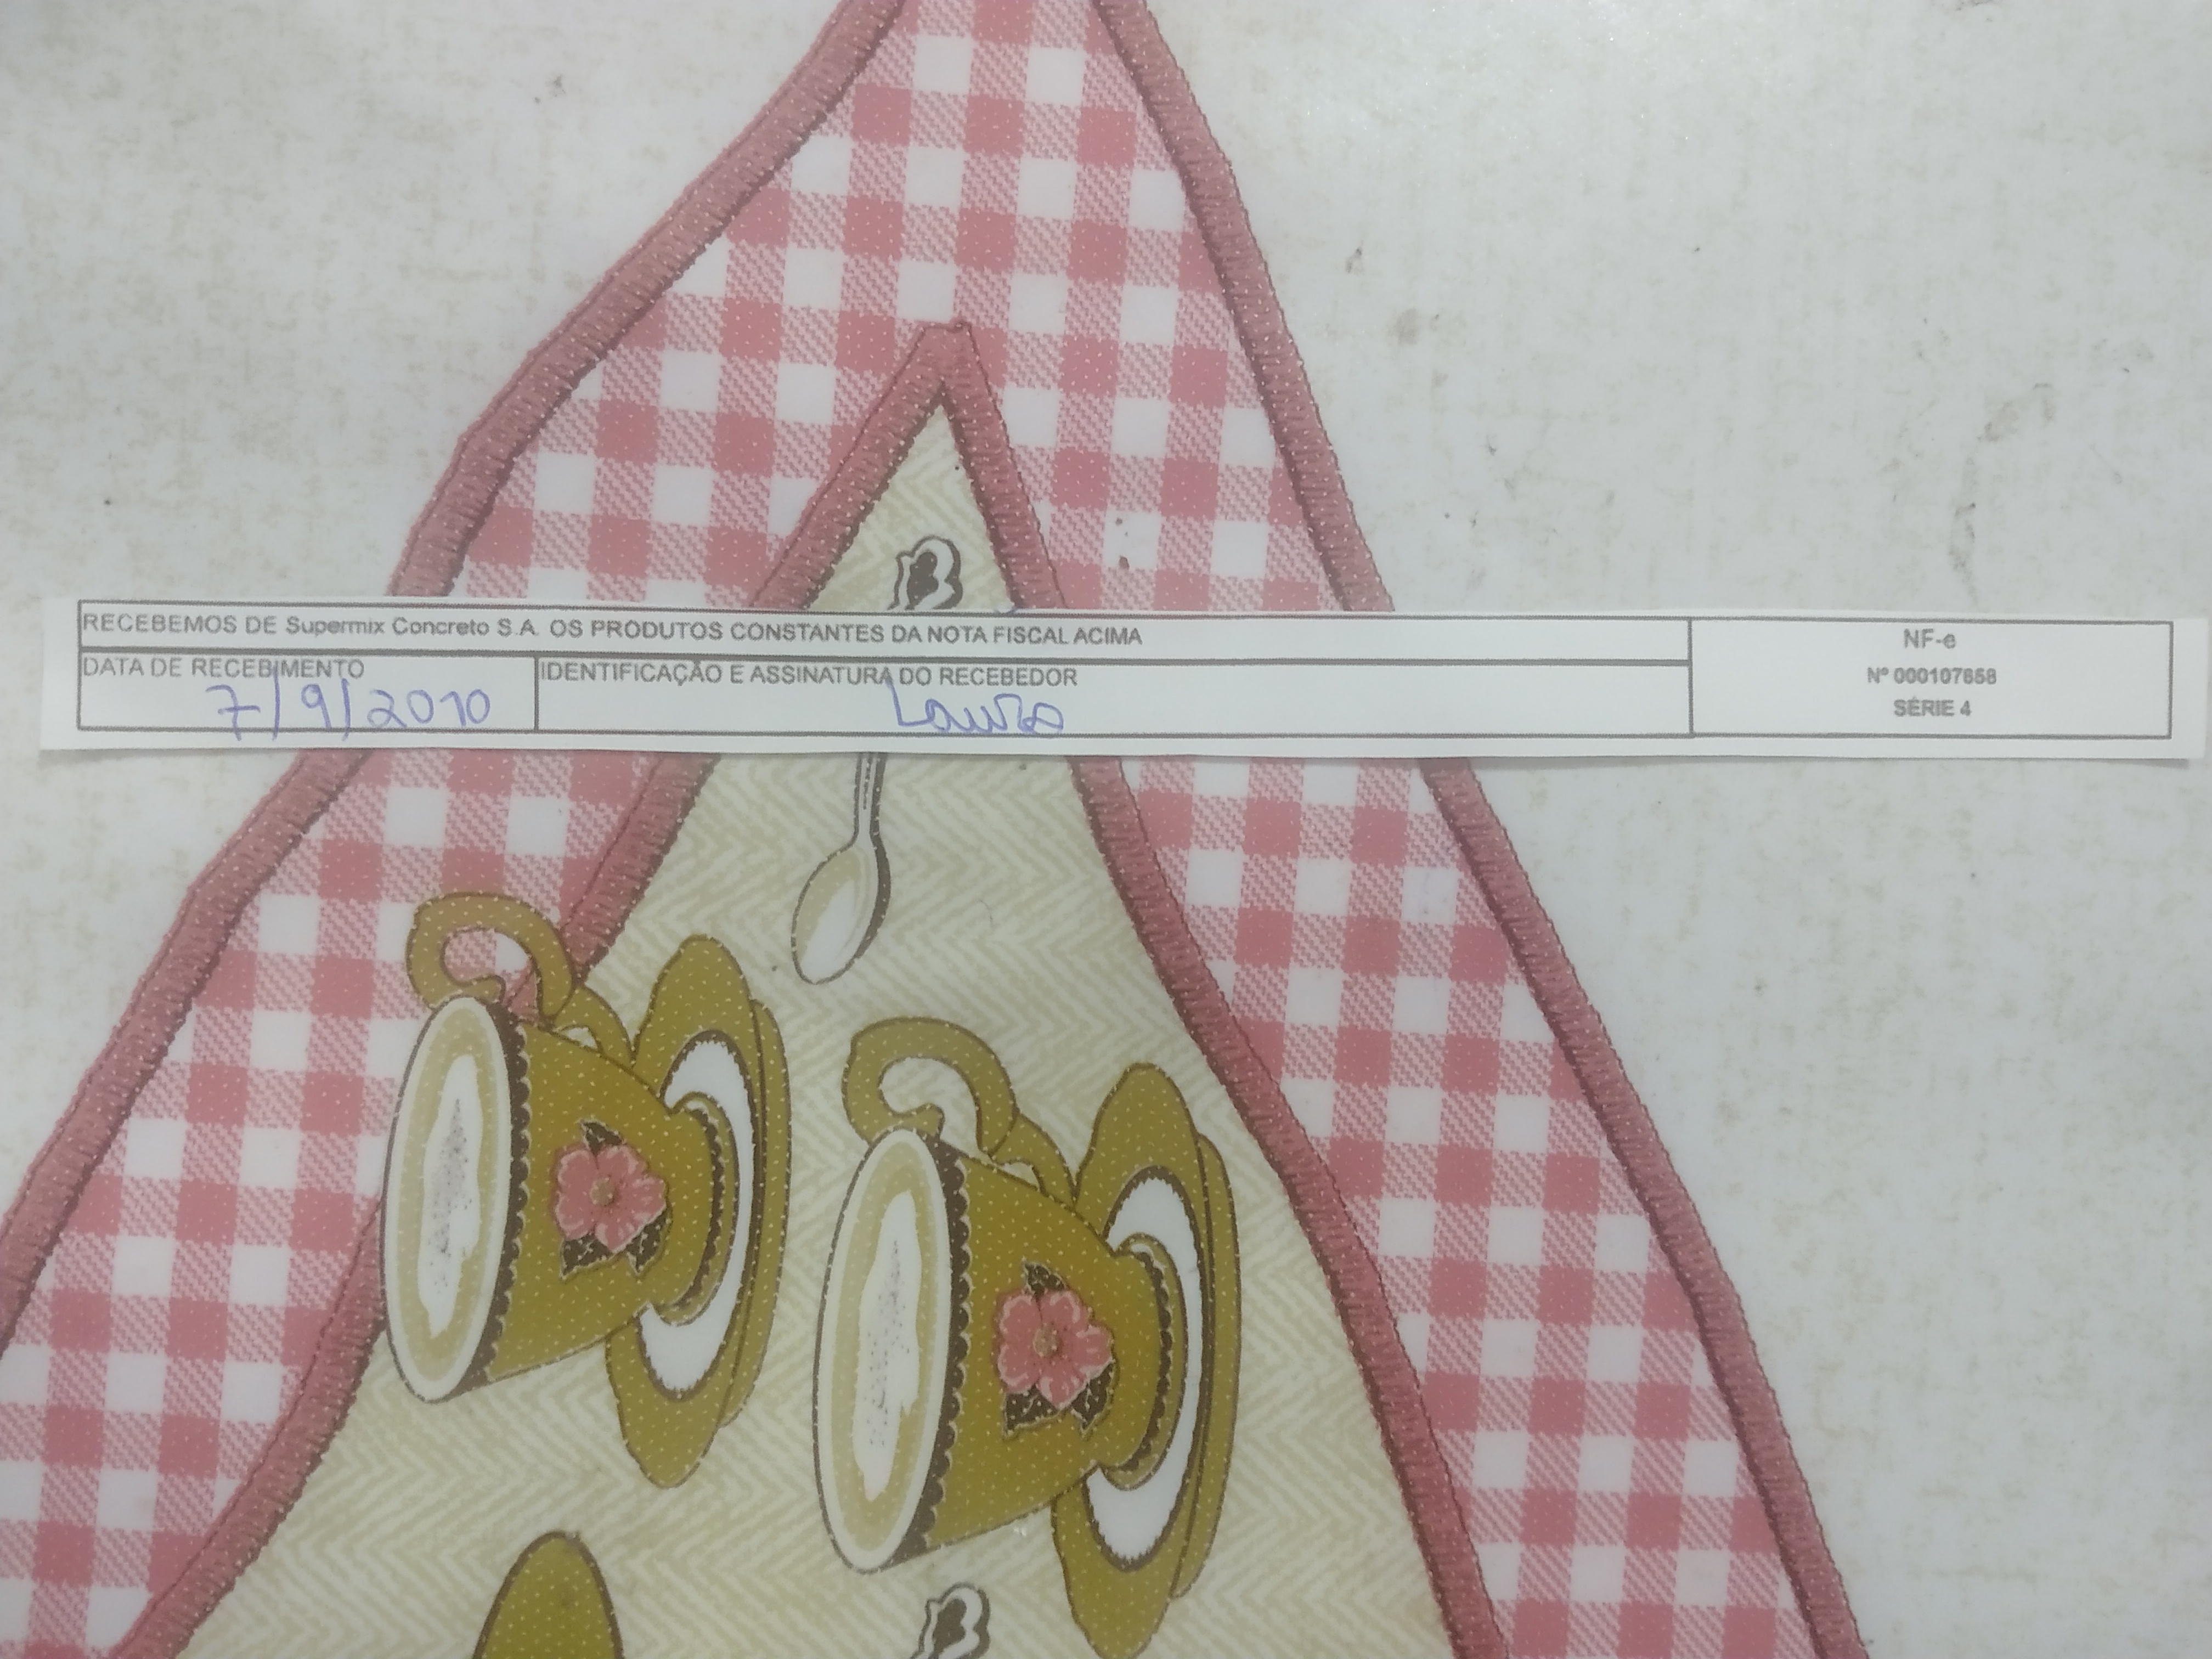 RECEBEMOS DE Supermix Concreto S.A. OS PRODUTOS CONSTANTES DA NOTA FISCAL ACIMA
DATA DE RECEBIMENTO
7/9/2010
IDENTIFICAÇÃO E ASSINATURA DO RECEBEDOR
Laura
NF-e
Nº 000107658
SÉRIE 4